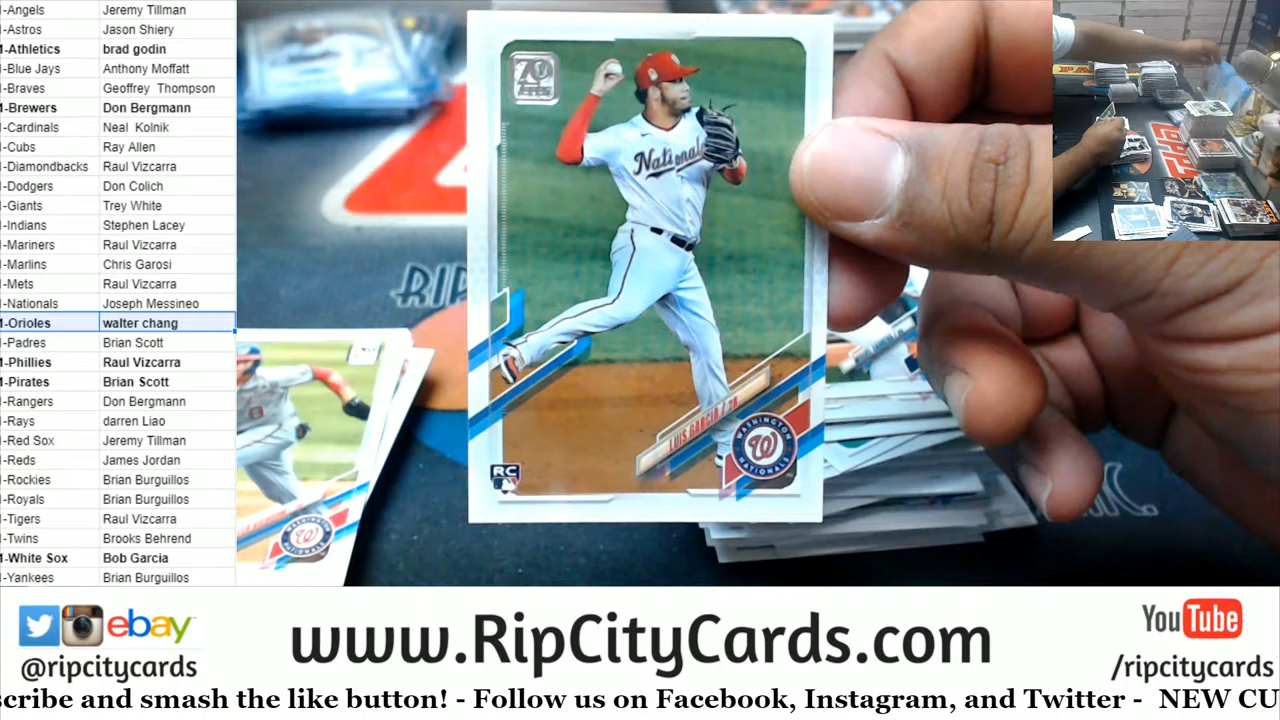 -Angels Jeremy Tillman
-Astros Jason Shiery
-Athletics brad godin
-Blue Jays Anthony Moffatt
-Braves Geoffrey Thompson
-Brewers Don Bergmann
-Cardinals Neal Kolnik
-Cubs Ray Allen
-Diamondbacks Raul Vizcarra
-Dodgers Don Colich
-Giants Trey White
-Indians Stephen Lacey
-Mariners Raul Vizcarra
-Marlins Chris Garosi
-Mets Raul Vizcarra
-Nationals Joseph Messineo
-Orioles walter chang
-Padres Brian Scott
-Phillies Raul Vizcarra
-Pirates Brian Scott
-Rangers Don Bergmann
-Rays darren Liao
-Red Sox Jeremy Tillman
-Reds James Jordan
-Rockies Brian Burguillos
-Royals Brian Burguillos
-Tigers Raul Vizcarra
-Twins Brooks Behrend
-White Sox Bob Garcia
-Yankees Brian Burguillos
70
Topps
Nationals
LUIS GARCIA / 2B
WASHINGTON
W
NATIONALS
RC
RIP
WASHINGTON
NATIONALS
ebay
@ripcitycards
www.RipCityCards.com
YouTube
/ripcitycards
scribe and smash the like button! - Follow us on Facebook, Instagram, and Twitter - NEW CU